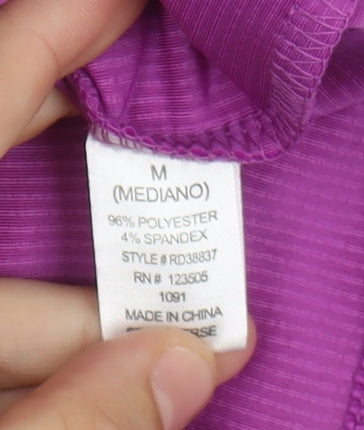 M
(MEDIANO)
96% POLYESTER
4% SPANDEX
STYLE # RD38837
RN # 123505
1091
MADE IN CHINA